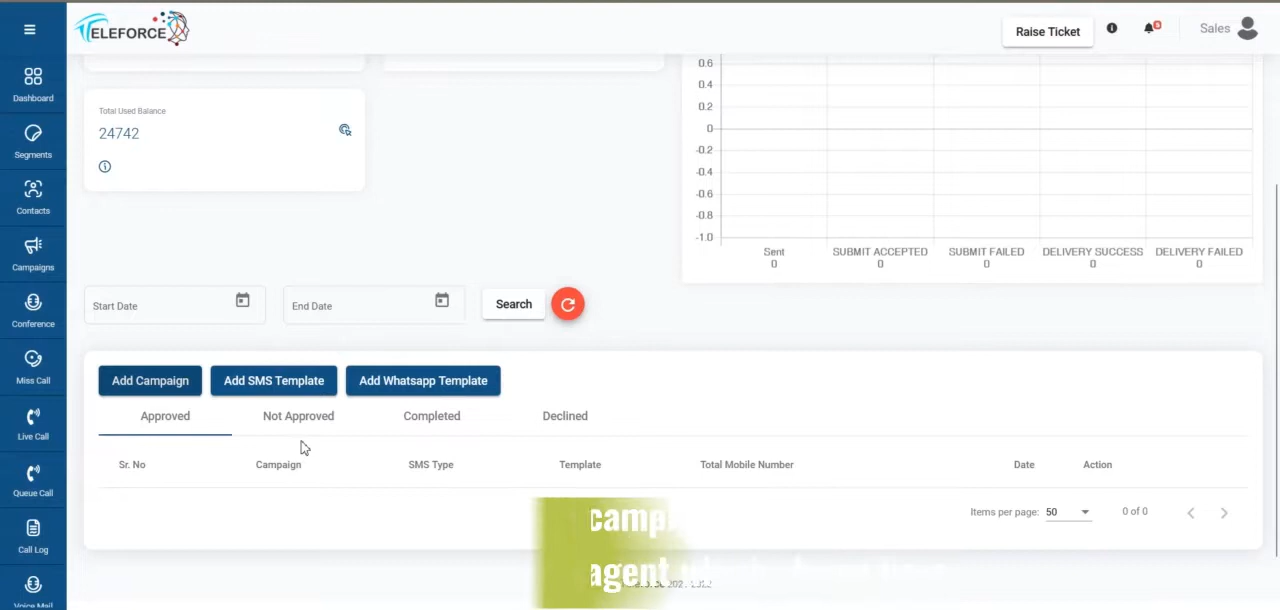 TELEFORCE
Raise Ticket
8
Sales
Dashboard
Segments
Contacts
Campaigns
Conference
Miss Call
Live Call
Queue Call
Call Log
Voice Mail
Total Used Balance
24742
0.6
0.4
0.2
0
-0.2
-0.4
-0.6
-0.8
-1.0
Sent
0
SUBMIT ACCEPTED
0
SUBMIT FAILED
0
DELIVERY SUCCESS
0
DELIVERY FAILED
0
Start Date
End Date
Search
Add Campaign
Add SMS Template
Add Whatsapp Template
Approved
Not Approved
Completed
Declined
Sr. No
Campaign
SMS Type
Template
Total Mobile Number
Date
Action
Items per page: 50
0 of 0
agent